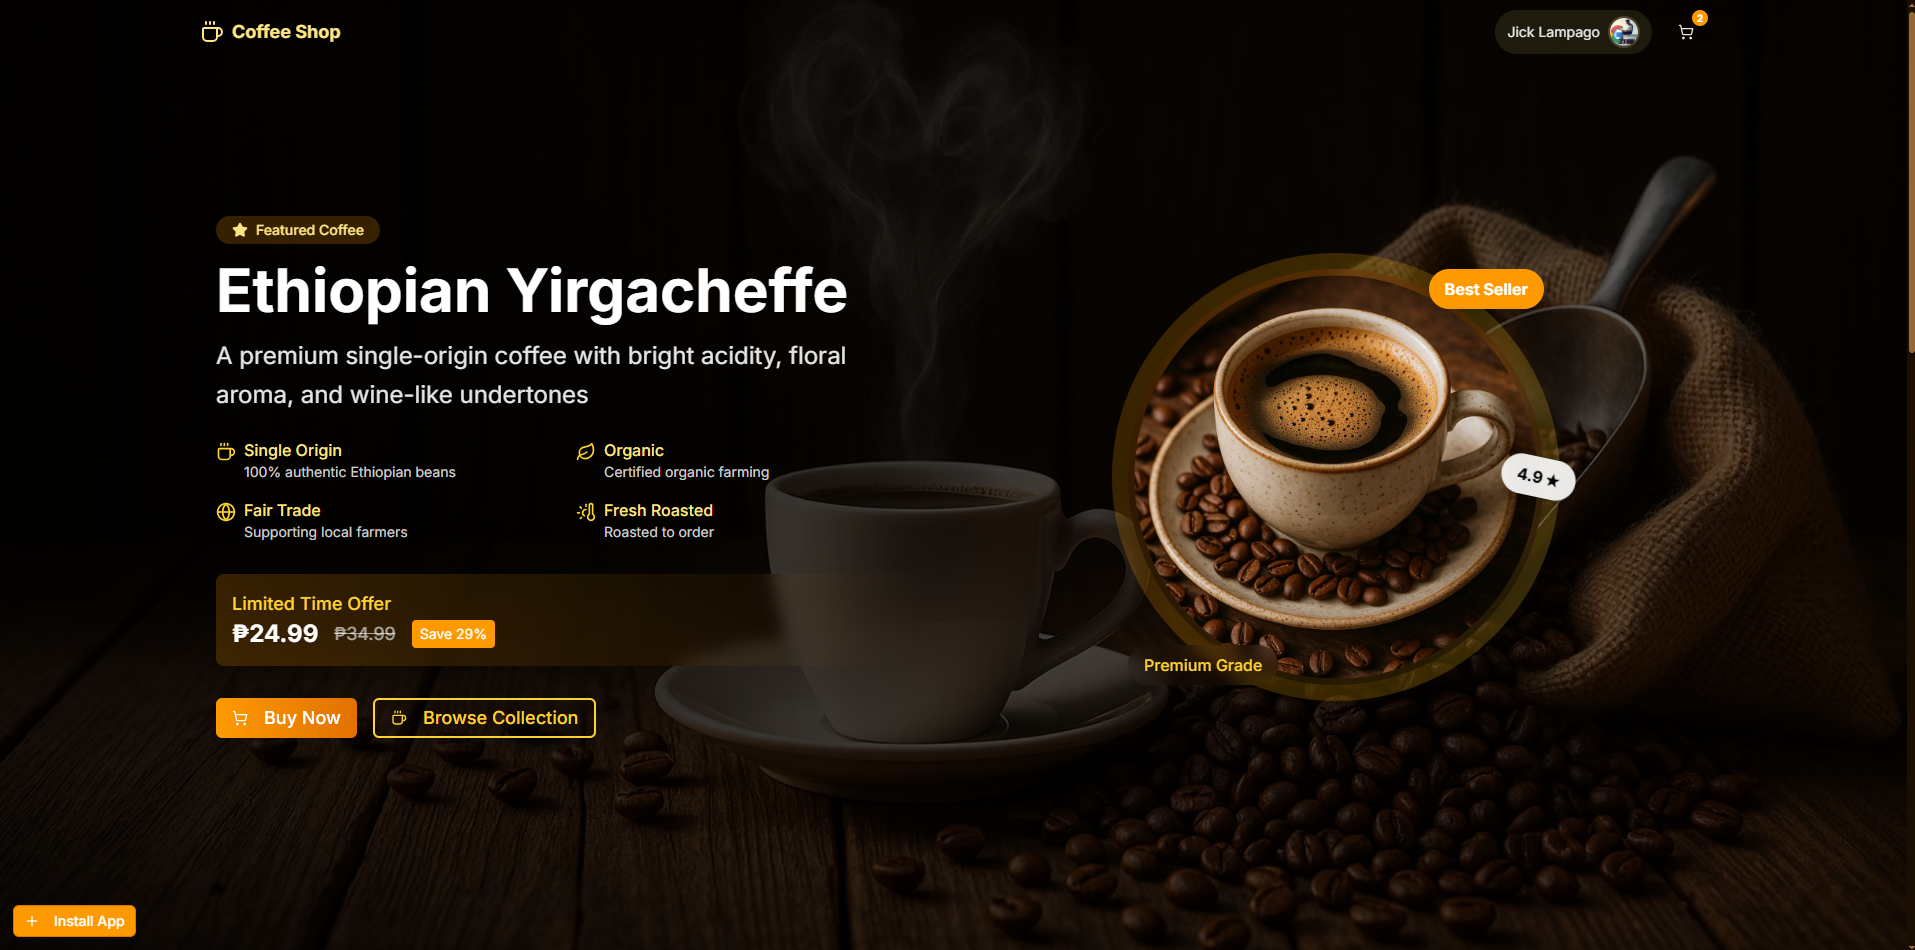 Coffee Shop
Jick Lampago
2
Featured Coffee
Ethiopian Yirgacheffe
A premium single-origin coffee with bright acidity, floral
aroma, and wine-like undertones
Single Origin
100% authentic Ethiopian beans
Organic
Certified organic farming
Fair Trade
Supporting local farmers
Fresh Roasted
Roasted to order
Limited Time Offer
₱24.99 ₱34.99 Save 29%
Buy Now
Browse Collection
Best Seller
4.9 ★
Premium Grade
+ Install App